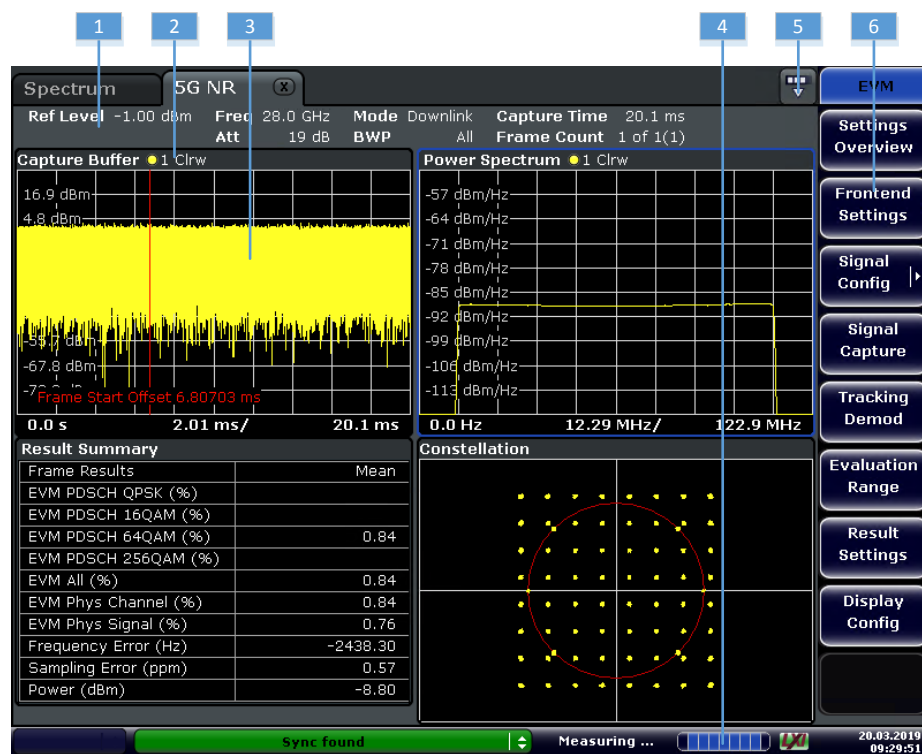 1 2 3 4 5 6
Spectrum 5G NR X
EVM
Ref Level -1.00 dBm Freq 28.0 GHz Mode Downlink Capture Time 20.1 ms
Att 19 dB BWP All Frame Count 1 of 1(1)
Capture Buffer 1 Clrw
16.9 dBm
4.8 dBm
-55.7 dBm
-67.8 dBm
Frame Start Offset 6.80703 ms
0.0 s 2.01 ms/ 20.1 ms
Power Spectrum 1 Clrw
-57 dBm/Hz
-64 dBm/Hz
-71 dBm/Hz
-78 dBm/Hz
-85 dBm/Hz
-92 dBm/Hz
-99 dBm/Hz
-106 dBm/Hz
-113 dBm/Hz
0.0 Hz 12.29 MHz/ 122.9 MHz
Result Summary
Frame Results Mean
EVM PDSCH QPSK (%)
EVM PDSCH 16QAM (%)
EVM PDSCH 64QAM (%) 0.84
EVM PDSCH 256QAM (%)
EVM All (%) 0.84
EVM Phys Channel (%) 0.84
EVM Phys Signal (%) 0.76
Frequency Error (Hz) -2438.30
Sampling Error (ppm) 0.57
Power (dBm) -8.80
Constellation
Settings
Overview
Frontend
Settings
Signal
Config
Signal
Capture
Tracking
Demod
Evaluation
Range
Result
Settings
Display
Config
Sync found Measuring ... LXI
20.03.2019
09:29:51